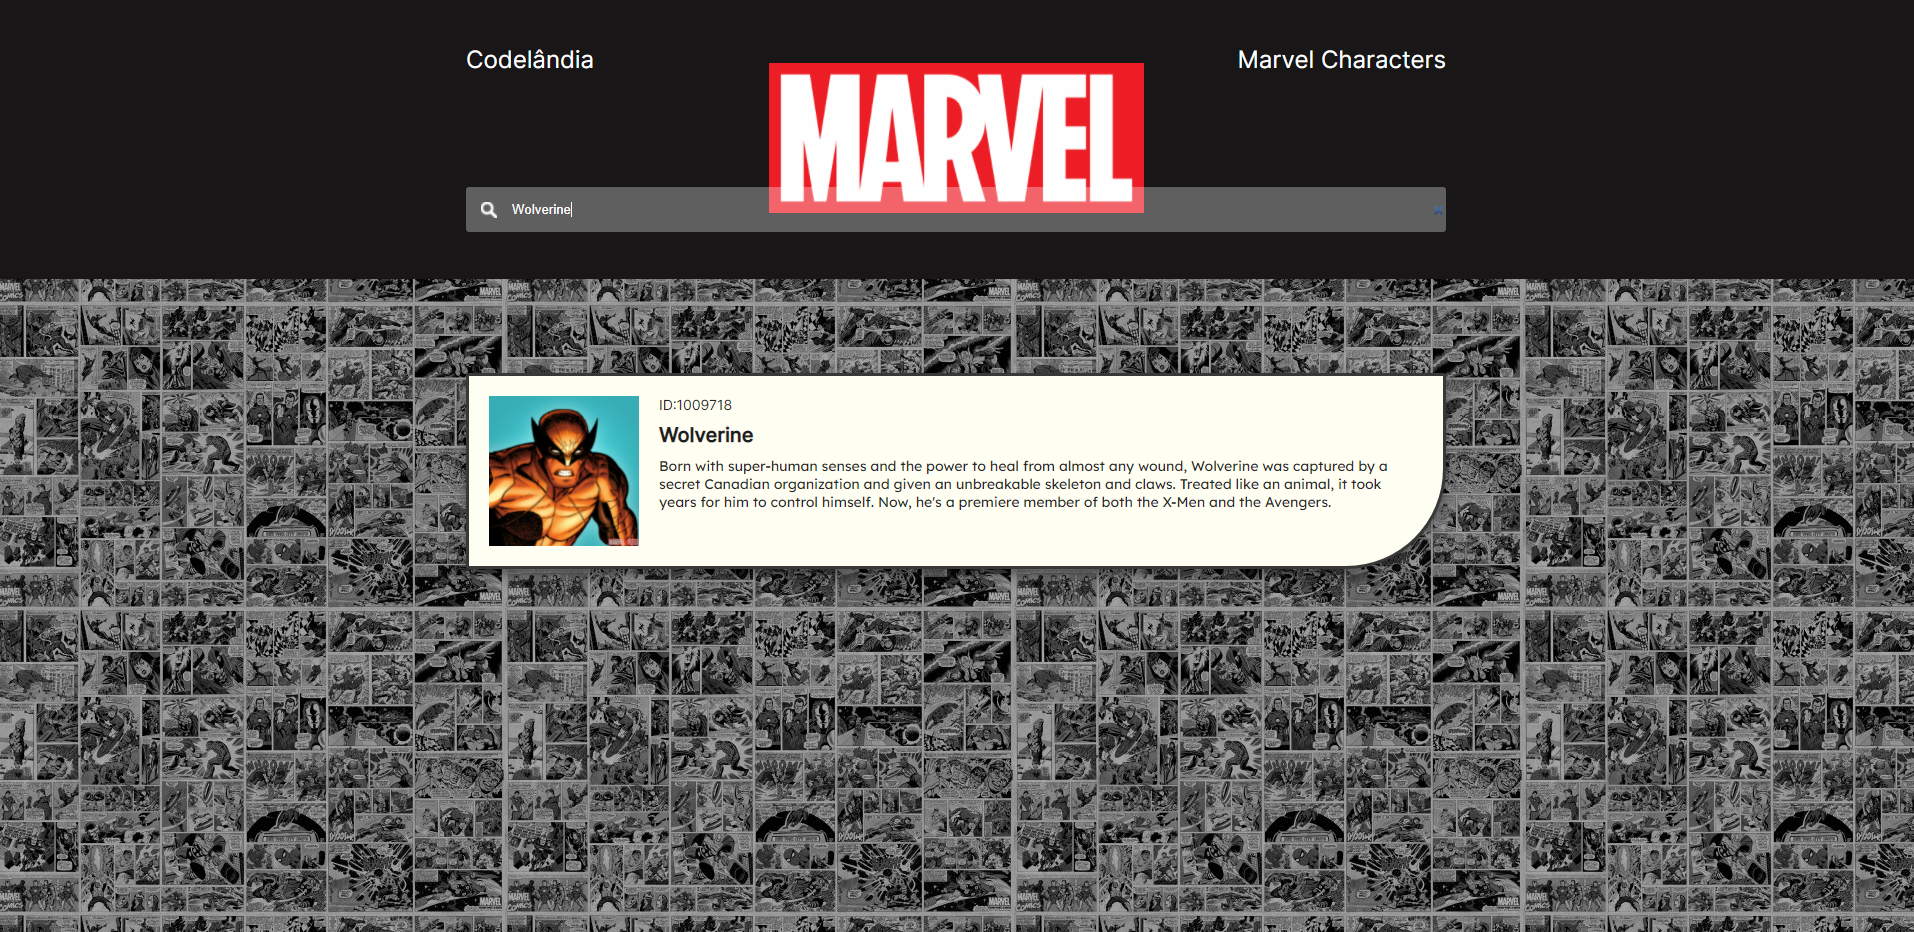 Codelândia
Marvel Characters
MARVEL
Wolverine
ID:1009718
Wolverine
Born with super-human senses and the power to heal from almost any wound, Wolverine was captured by a
secret Canadian organization and given an unbreakable skeleton and claws. Treated like an animal, it took
years for him to control himself. Now, he's a premiere member of both the X-Men and the Avengers.